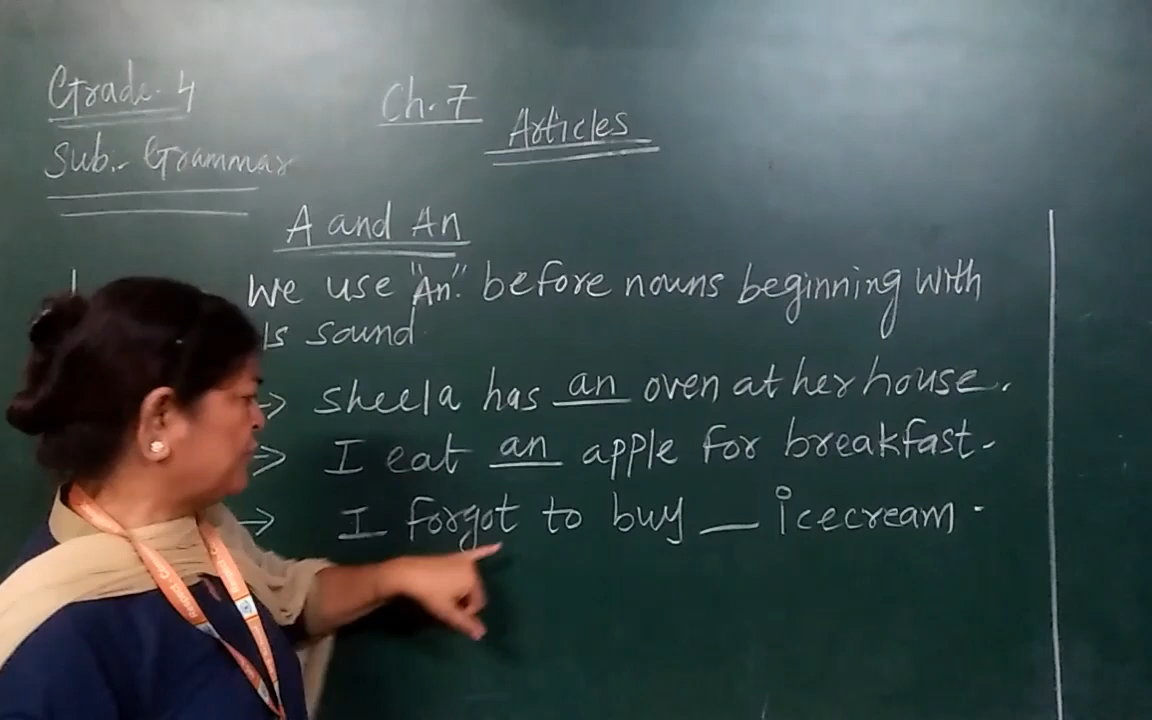 Grade. 4
Ch. 7
Articles
Sub:- Grammar
A and An
We use "An" before nouns beginning with
sound
→ Sheela has an oven at her house.
→ I eat an apple for breakfast.
→ I forgot to buy __ icecream.